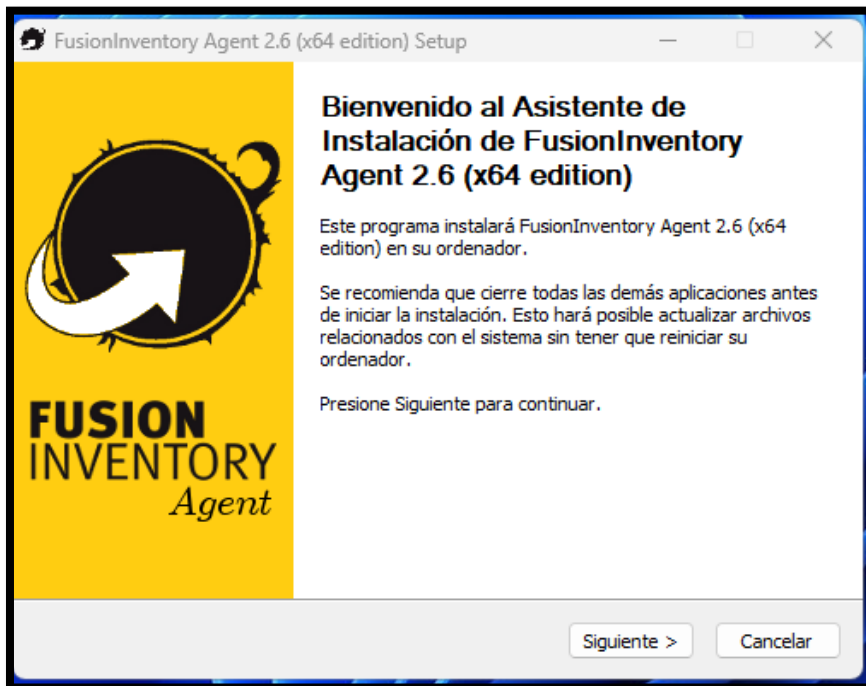 FusionInventory Agent 2.6 (x64 edition) Setup
Bienvenido al Asistente de
Instalación de FusionInventory
Agent 2.6 (x64 edition)
Este programa instalará FusionInventory Agent 2.6 (x64
edition) en su ordenador.
Se recomienda que cierre todas las demás aplicaciones antes
de iniciar la instalación. Esto hará posible actualizar archivos
relacionados con el sistema sin tener que reiniciar su
ordenador.
Presione Siguiente para continuar.
FUSION
INVENTORY
Agent
Siguiente >
Cancelar